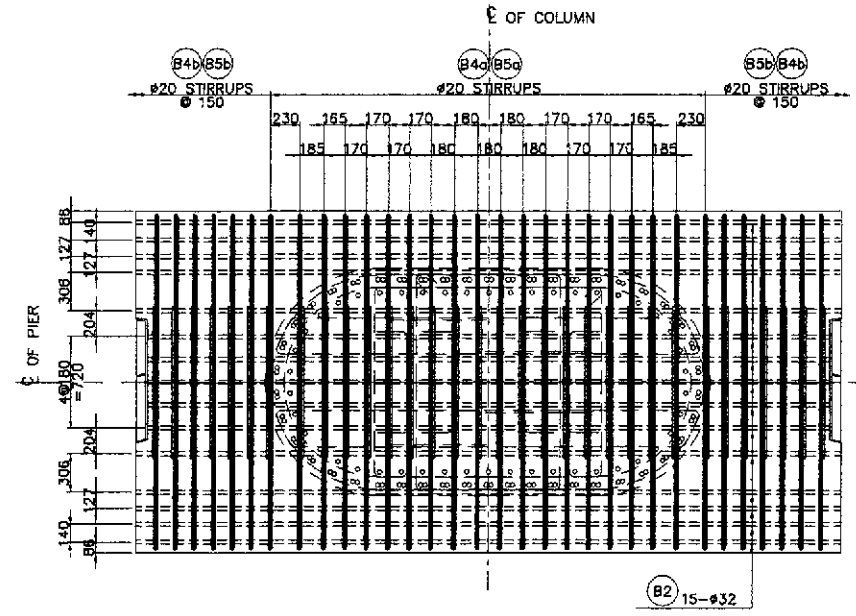 ℄ OF COLUMN
B4b B5b
B4a B5a
B5b B4b
ø20 STIRRUPS
@ 150
ø20 STIRRUPS
ø20 STIRRUPS
@ 150
230 165 170 170 180 180 170 170 165 230
185 170 170 180 180 180 170 170 185
86
140
127
127
306
204
℄ OF PIER
4@180
=720
204
306
127
140
86
B2 15-ø32